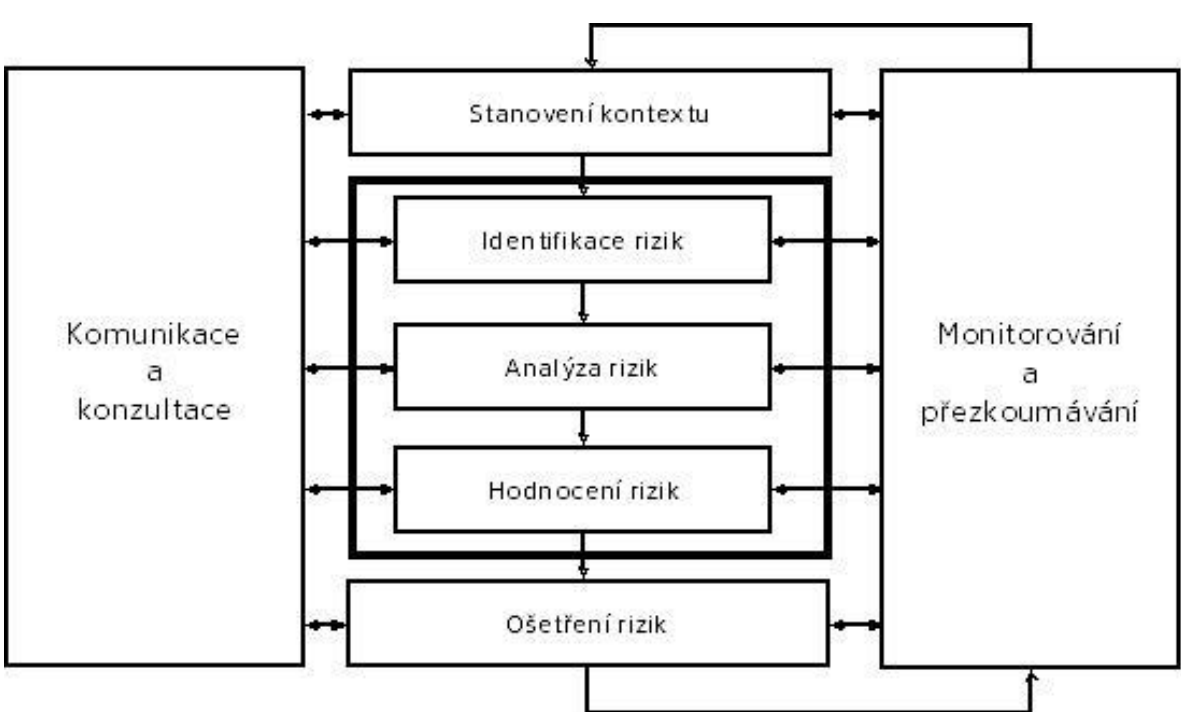 Stanovení kontextu
Identifikace rizik
Komunikace
a
konzultace
Analýza rizik
Monitorování
a
přezkoumávání
Hodnocení rizik
Ošetření rizik